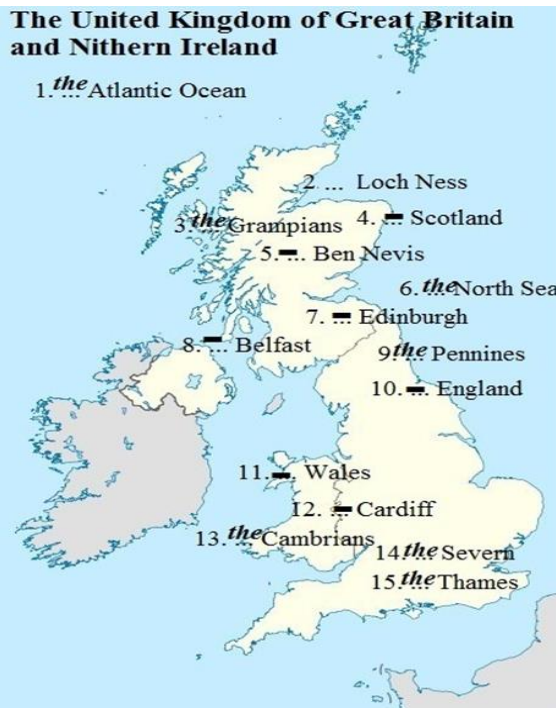 The United Kingdom of Great Britain
and Nithern Ireland
1. the ... Atlantic Ocean
2. ... Loch Ness
3. the ... Grampians
4. – ... Scotland
5. – ... Ben Nevis
6. the ... North Sea
7. – ... Edinburgh
8. – ... Belfast
9 the ... Pennines
10. – ... England
11. – ... Wales
12. – ... Cardiff
13. the ... Cambrians
14 the ... Severn
15. the ... Thames